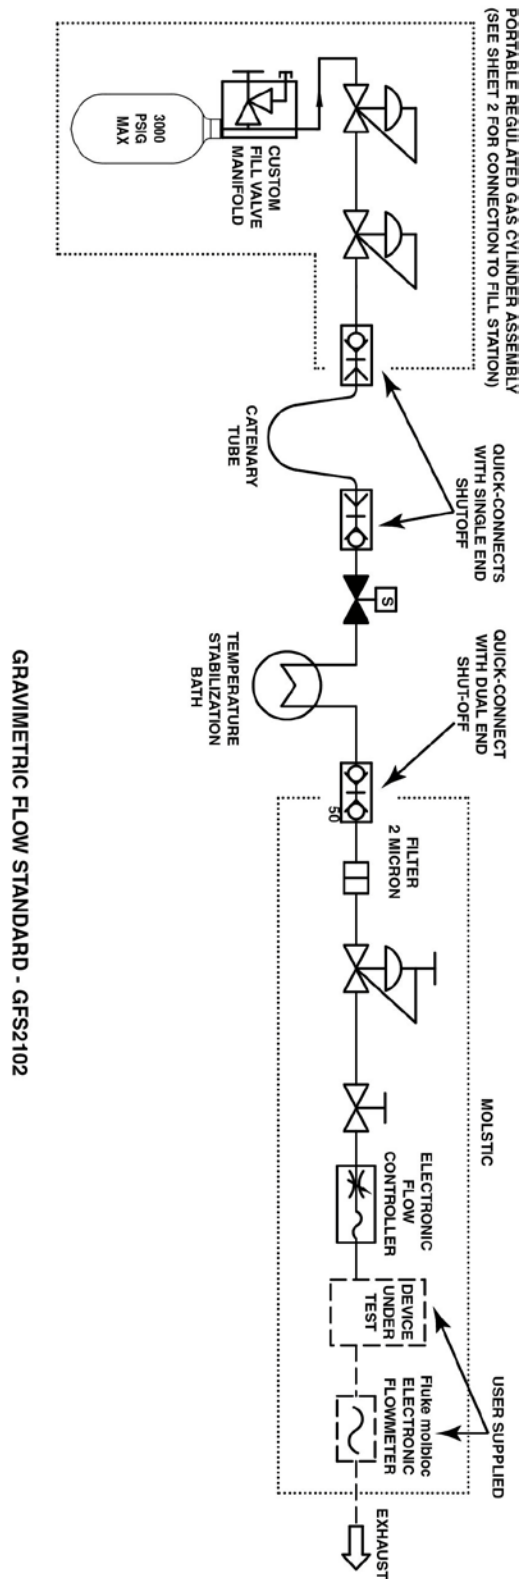 PORTABLE REGULATED GAS CYLINDER ASSEMBLY
(SEE SHEET 2 FOR CONNECTION TO FILL STATION)
3000
PSIG
MAX
CUSTOM
FILL VALVE
MANIFOLD
QUICK-CONNECTS
WITH SINGLE END
SHUTOFF
CATENARY
TUBE
S
TEMPERATURE
STABILIZATION
BATH
QUICK-CONNECT
WITH DUAL END
SHUT-OFF
50
FILTER
2 MICRON
MOLSTIC
ELECTRONIC
FLOW
CONTROLLER
DEVICE
UNDER
TEST
USER SUPPLIED
Fluke molbloc
ELECTRONIC
FLOWMETER
EXHAUST
GRAVIMETRIC FLOW STANDARD - GFS2102